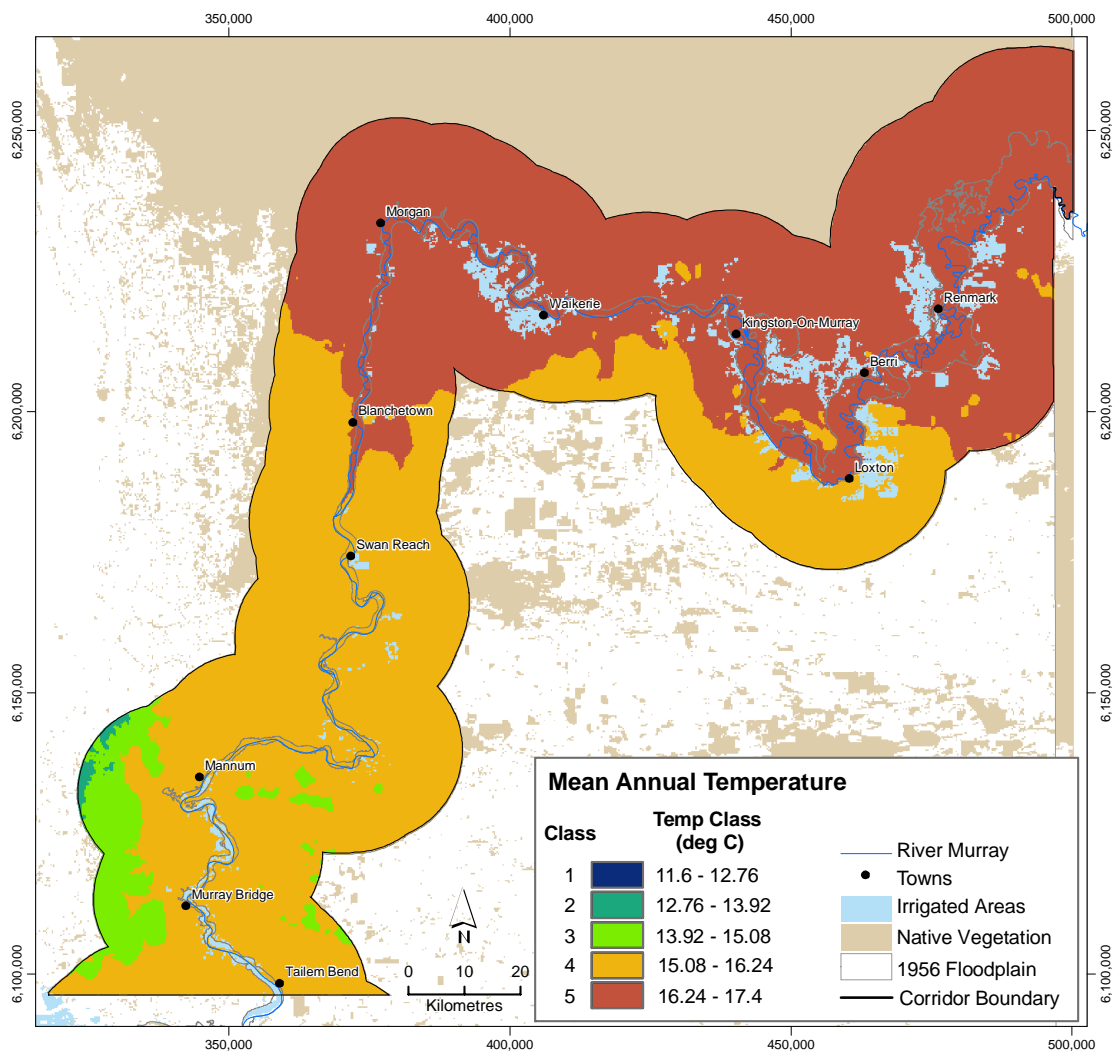 350,000
400,000
450,000
500,000
6,250,000
6,250,000
Morgan
Waikerie
Renmark
Kingston-On-Murray
Berri
6,200,000
6,200,000
Blanchetown
Loxton
Swan Reach
6,150,000
6,150,000
Mannum
Murray Bridge
Tailem Bend
6,100,000
6,100,000
N
0 10 20
Kilometres
Mean Annual Temperature
Class
Temp Class
(deg C)
1 11.6 - 12.76
2 12.76 - 13.92
3 13.92 - 15.08
4 15.08 - 16.24
5 16.24 - 17.4
River Murray
Towns
Irrigated Areas
Native Vegetation
1956 Floodplain
Corridor Boundary
350,000
400,000
450,000
500,000